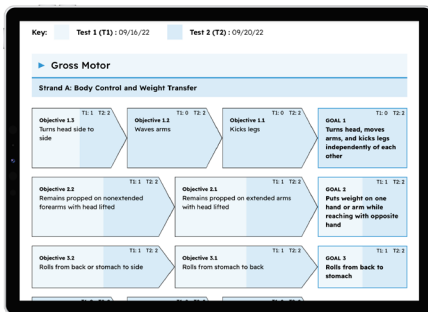 Key: Test 1 (T1) : 09/16/22 Test 2 (T2) : 09/20/22
Gross Motor
Strand A: Body Control and Weight Transfer
T1: 1 T2: 2
Objective 1.3
Turns head side to
side
T1: 0 T2: 2
Objective 1.2
Waves arms
T1: 0 T2: 2
Objective 1.1
Kicks legs
T1: 0 T2: 2
GOAL 1
Turns head, moves
arms, and kicks legs
independently of each
other
T1: 1 T2: 2
Objective 2.2
Remains propped on nonextended
forearms with head lifted
T1: 1 T2: 2
Objective 2.1
Remains propped on extended arms
with head lifted
T1: 1 T2: 2
GOAL 2
Puts weight on one
hand or arm while
reaching with opposite
hand
T1: 1 T2: 2
Objective 3.2
Rolls from back or stomach to side
T1: 1 T2: 2
Objective 3.1
Rolls from stomach to back
T1: 1 T2: 2
GOAL 3
Rolls from back to
stomach